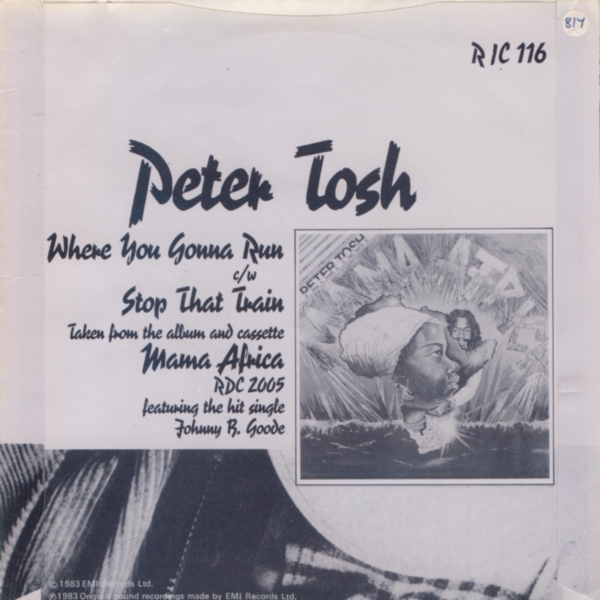 817
RIC 116
Peter Tosh
Where You Gonna Run
c/w
Stop That Train
Taken from the album and cassette
Mama Africa
RDC 2005
featuring the hit single
Johnny B. Goode
PETER TOSH
MAMA AFRICA
© 1983 EMI Records Ltd.
℗ 1983 Original sound recordings made by EMI Records Ltd.